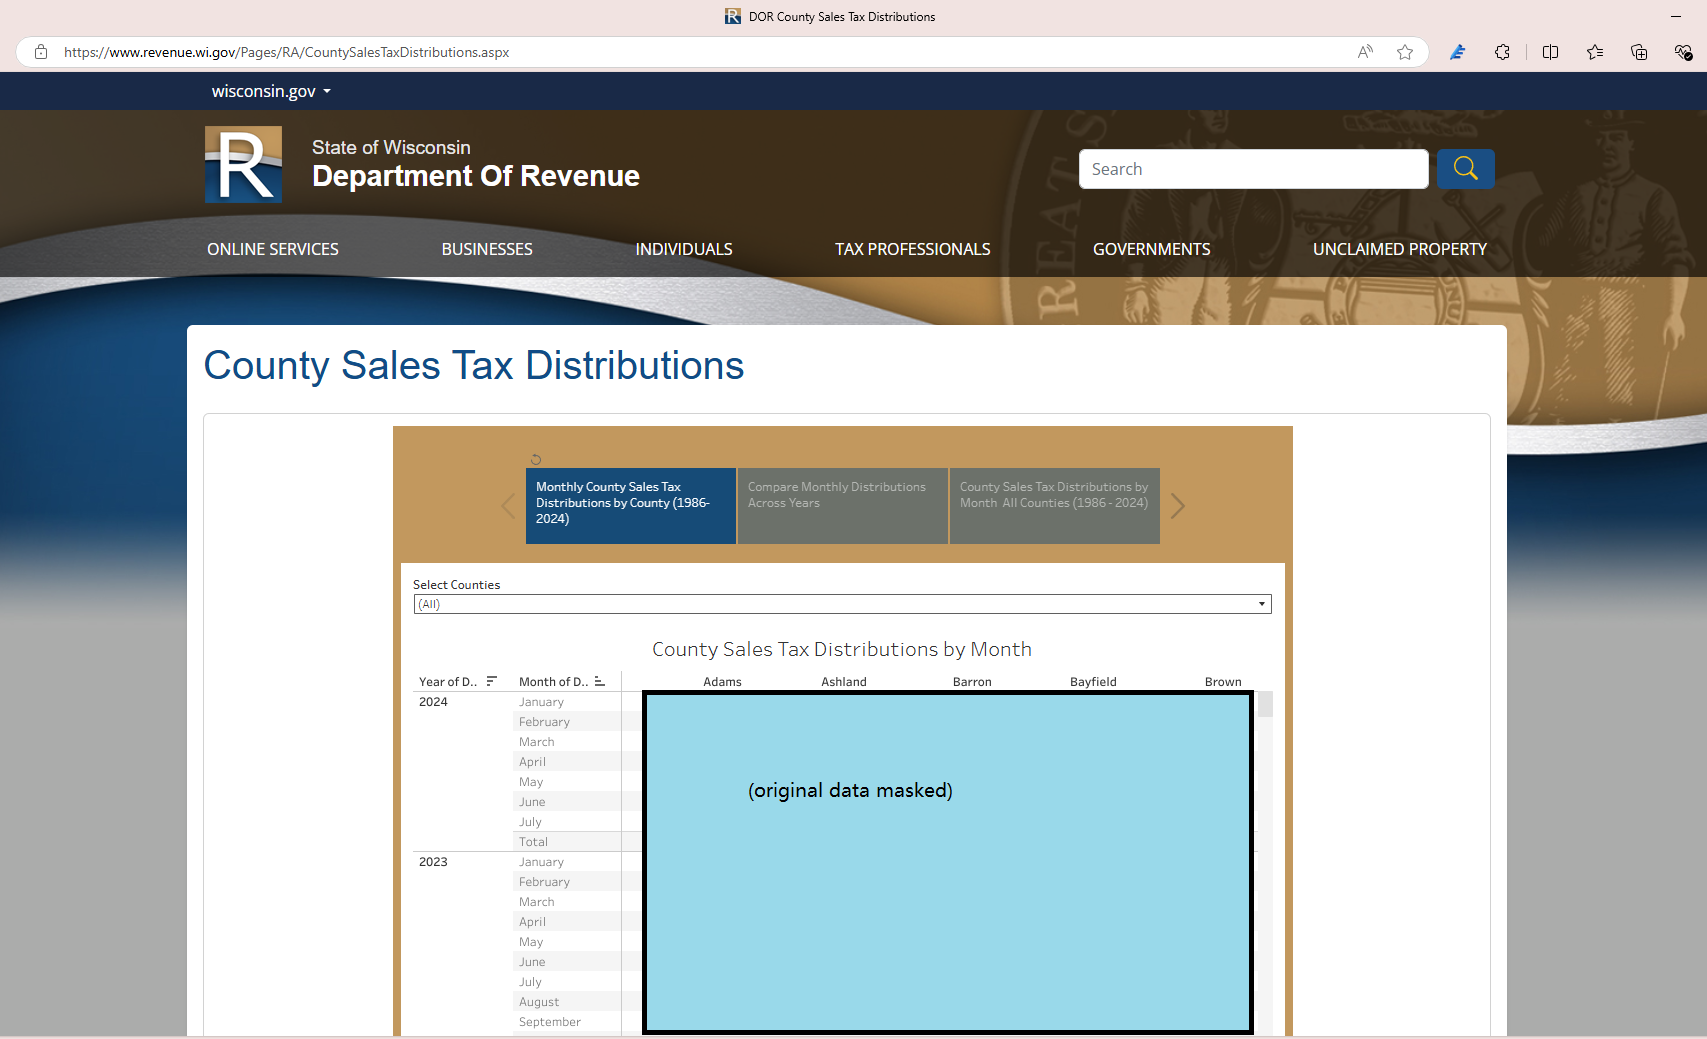 DOR County Sales Tax Distributions
https://www.revenue.wi.gov/Pages/RA/CountySalesTaxDistributions.aspx
wisconsin.gov
R
State of Wisconsin
Department Of Revenue
Search
ONLINE SERVICES BUSINESSES INDIVIDUALS TAX PROFESSIONALS GOVERNMENTS UNCLAIMED PROPERTY
County Sales Tax Distributions
Monthly County Sales Tax
Distributions by County (1986-
2024)
Compare Monthly Distributions
Across Years
County Sales Tax Distributions by
Month All Counties (1986 - 2024)
Select Counties
(All)
County Sales Tax Distributions by Month
Year of D.. Month of D.. Adams Ashland Barron Bayfield Brown
2024 January
February
March
April
May
June
July
Total
(original data masked)
2023 January
February
March
April
May
June
July
August
September